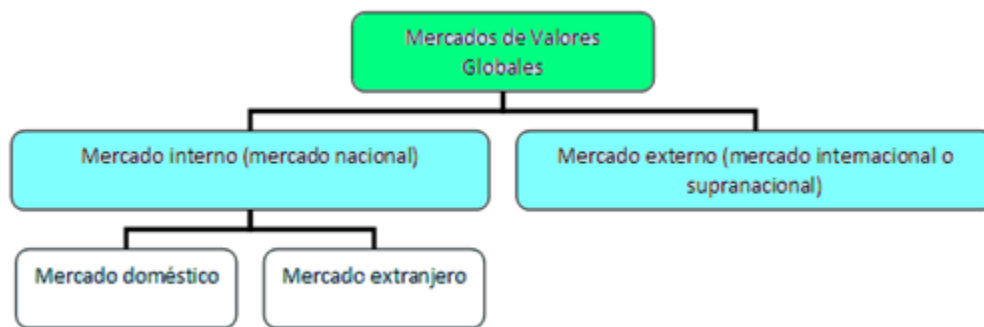 Mercados de Valores
Globales
Mercado interno (mercado nacional)
Mercado externo (mercado internacional o
supranacional)
Mercado doméstico
Mercado extranjero